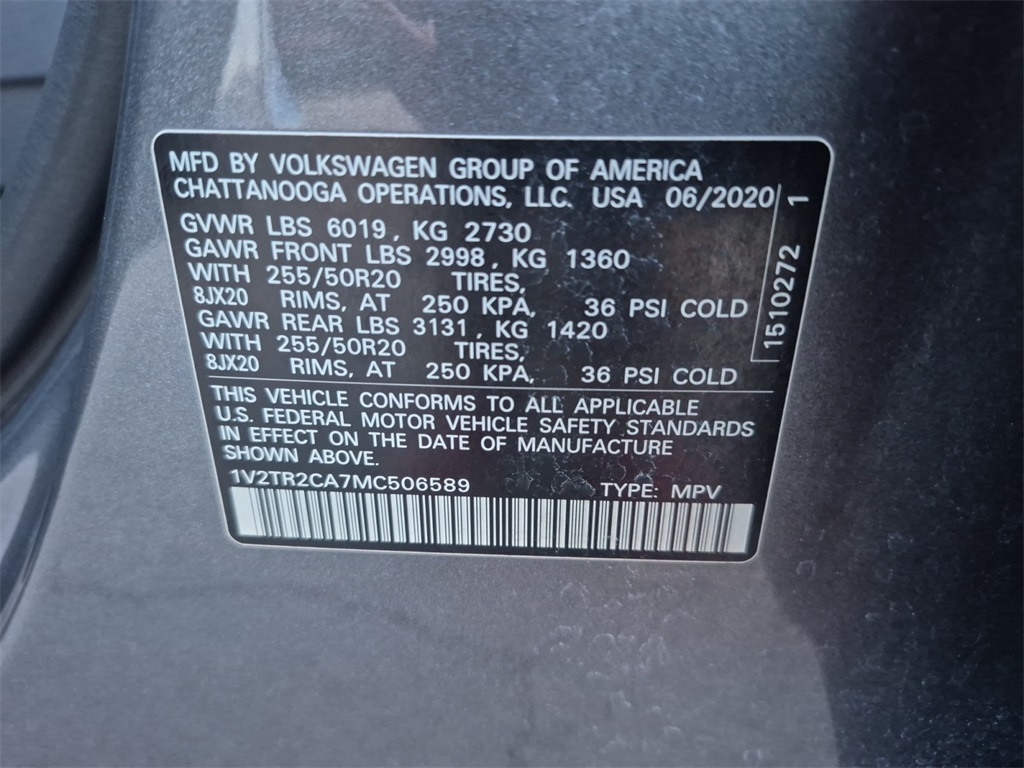 MFD BY VOLKSWAGEN GROUP OF AMERICA
CHATTANOOGA OPERATIONS, LLC. USA 06/2020
GVWR LBS 6019, KG 2730
GAWR FRONT LBS 2998, KG 1360
WITH 255/50R20 TIRES,
8JX20 RIMS, AT 250 KPA, 36 PSI COLD
GAWR REAR LBS 3131, KG 1420
WITH 255/50R20 TIRES,
8JX20 RIMS, AT 250 KPA, 36 PSI COLD
1510272 1
THIS VEHICLE CONFORMS TO ALL APPLICABLE
U.S. FEDERAL MOTOR VEHICLE SAFETY STANDARDS
IN EFFECT ON THE DATE OF MANUFACTURE
SHOWN ABOVE.
1V2TR2CA7MC506589 TYPE: MPV